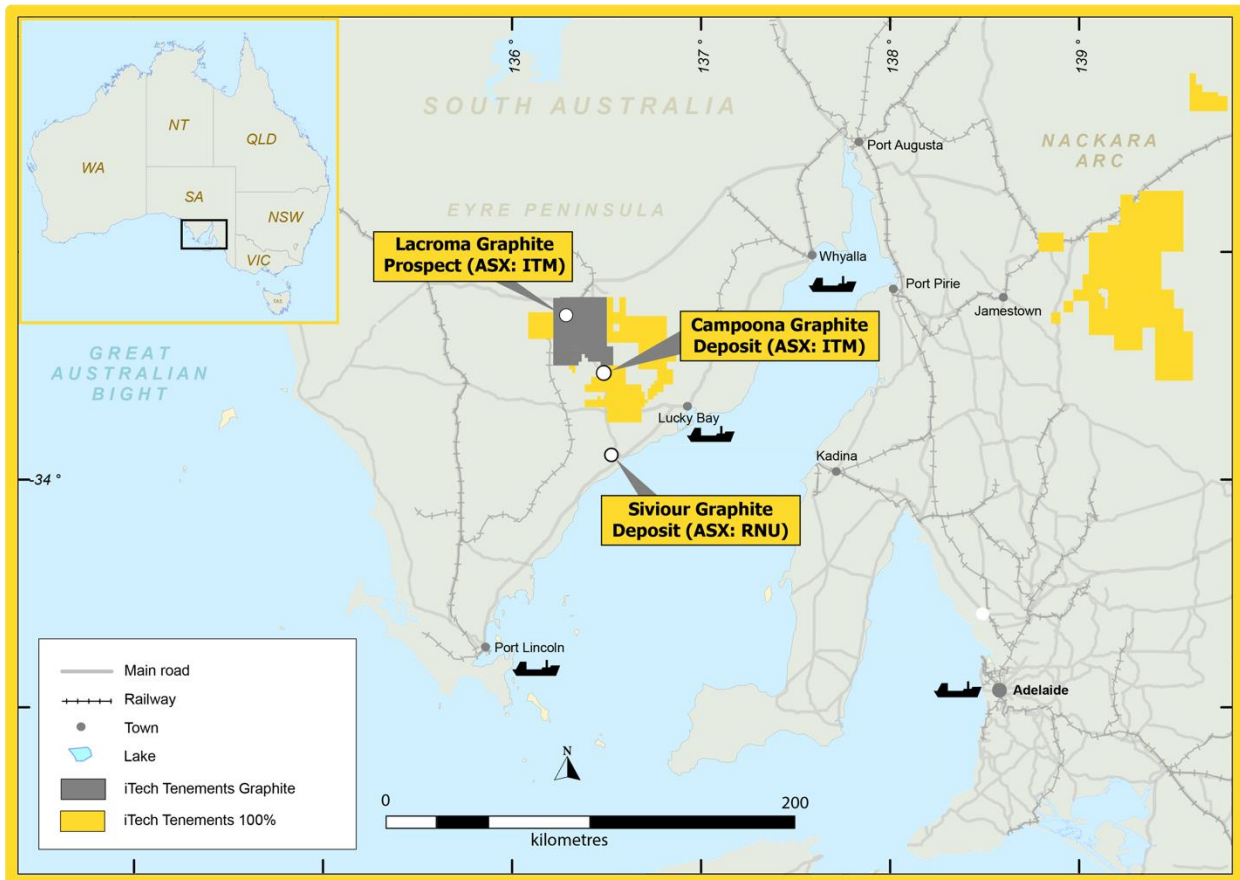 136 °
137 °
138 °
139 °
NT
QLD
WA
SA
NSW
VIC
TAS
SOUTH AUSTRALIA
NACKARA
ARC
Port Augusta
EYRE PENINSULA
Lacroma Graphite
Prospect (ASX: ITM)
Whyalla
Port Pirie
Jamestown
GREAT
AUSTRALIAN
BIGHT
Campoona Graphite
Deposit (ASX: ITM)
Lucky Bay
Kadina
-34 °
Siviour Graphite
Deposit (ASX: RNU)
Port Lincoln
Adelaide
Main road
Railway
Town
Lake
iTech Tenements Graphite
iTech Tenements 100%
N
0
200
kilometres